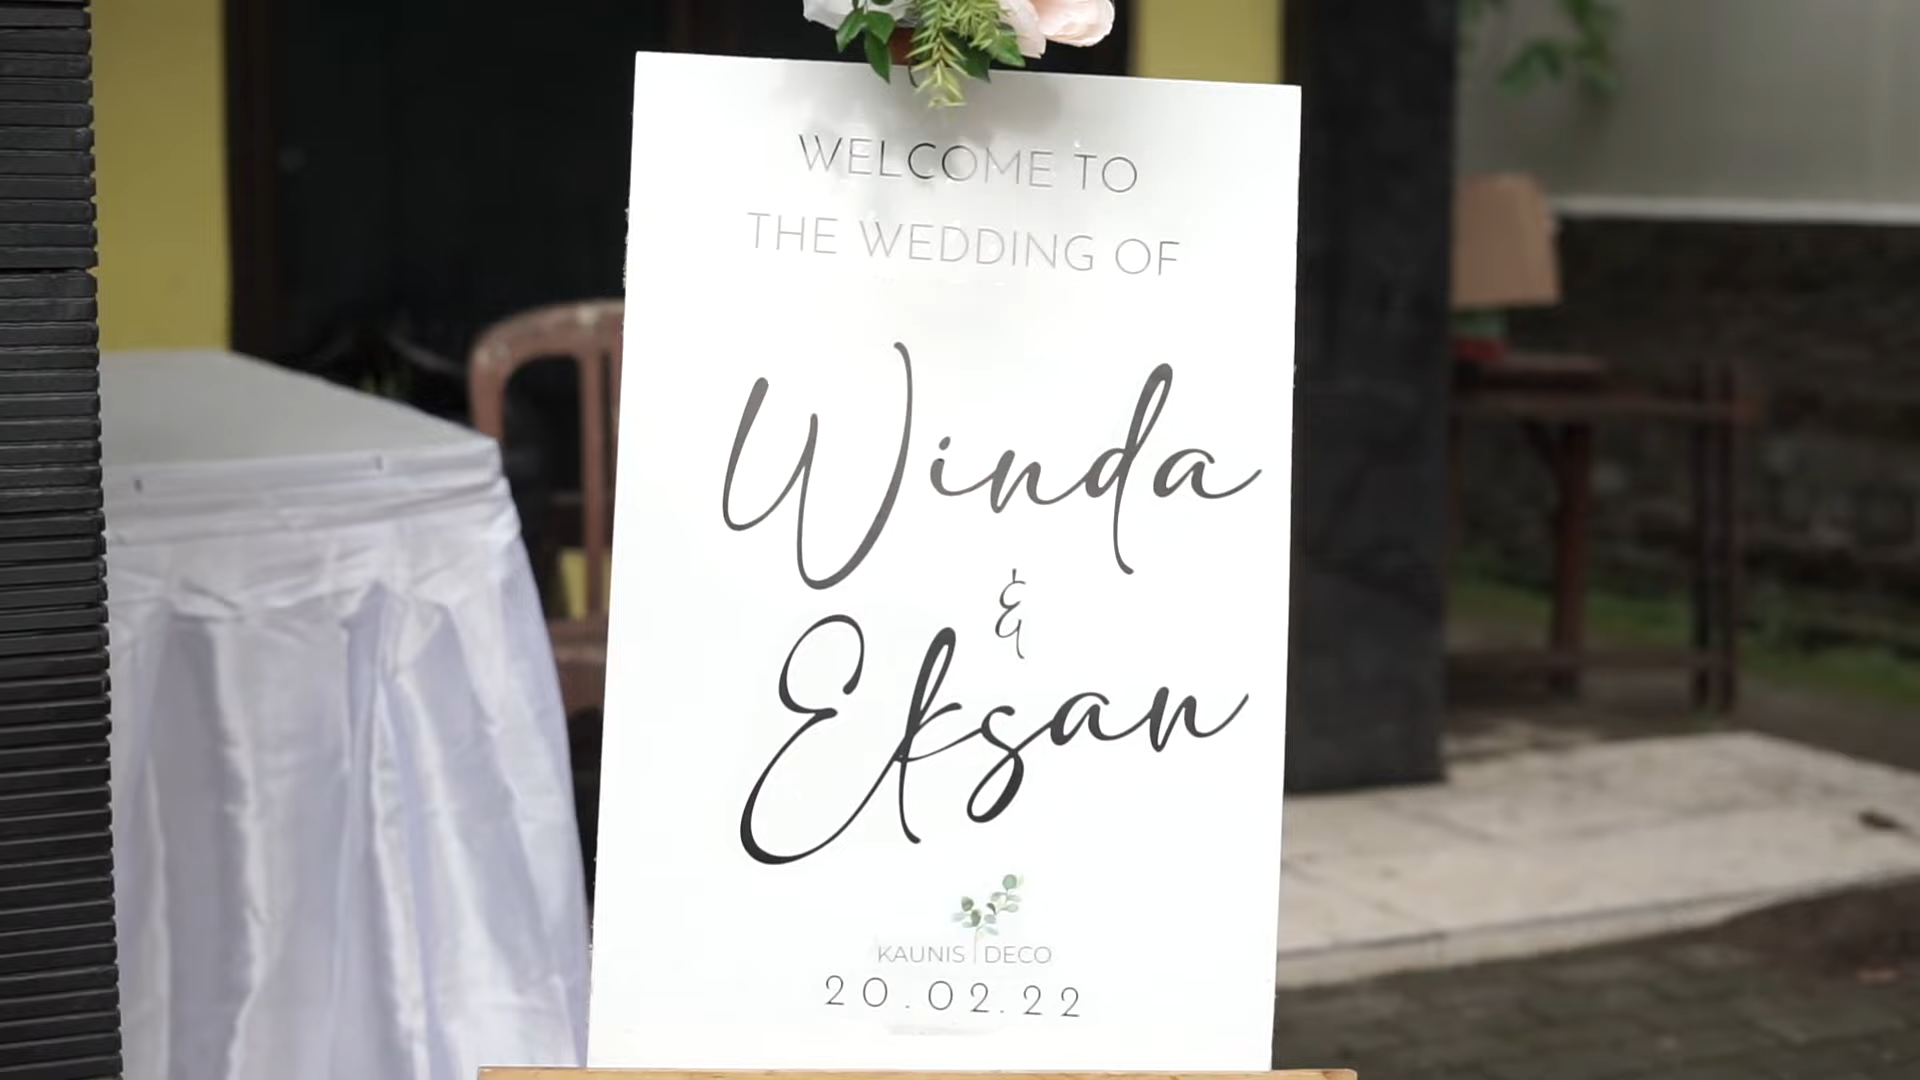 WELCOME TO
THE WEDDING OF
Winda
&
Eksan
KAUNIS DECO
20.02.22